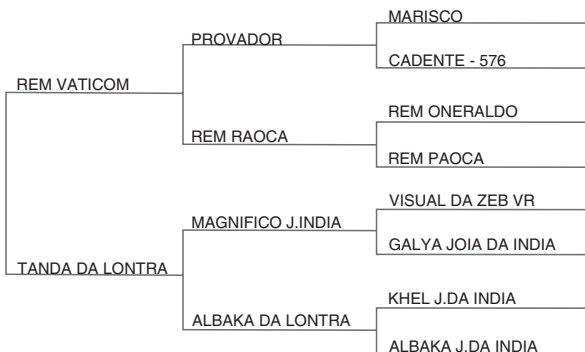 MARISCO
PROVADOR
CADENTE - 576
REM VATICOM
REM ONERALDO
REM RAOCA
REM PAOCA
VISUAL DA ZEB VR
MAGNIFICO J.INDIA
GALYA JOIA DA INDIA
TANDA DA LONTRA
KHEL J.DA INDIA
ALBAKA DA LONTRA
ALBAKA J.DA INDIA